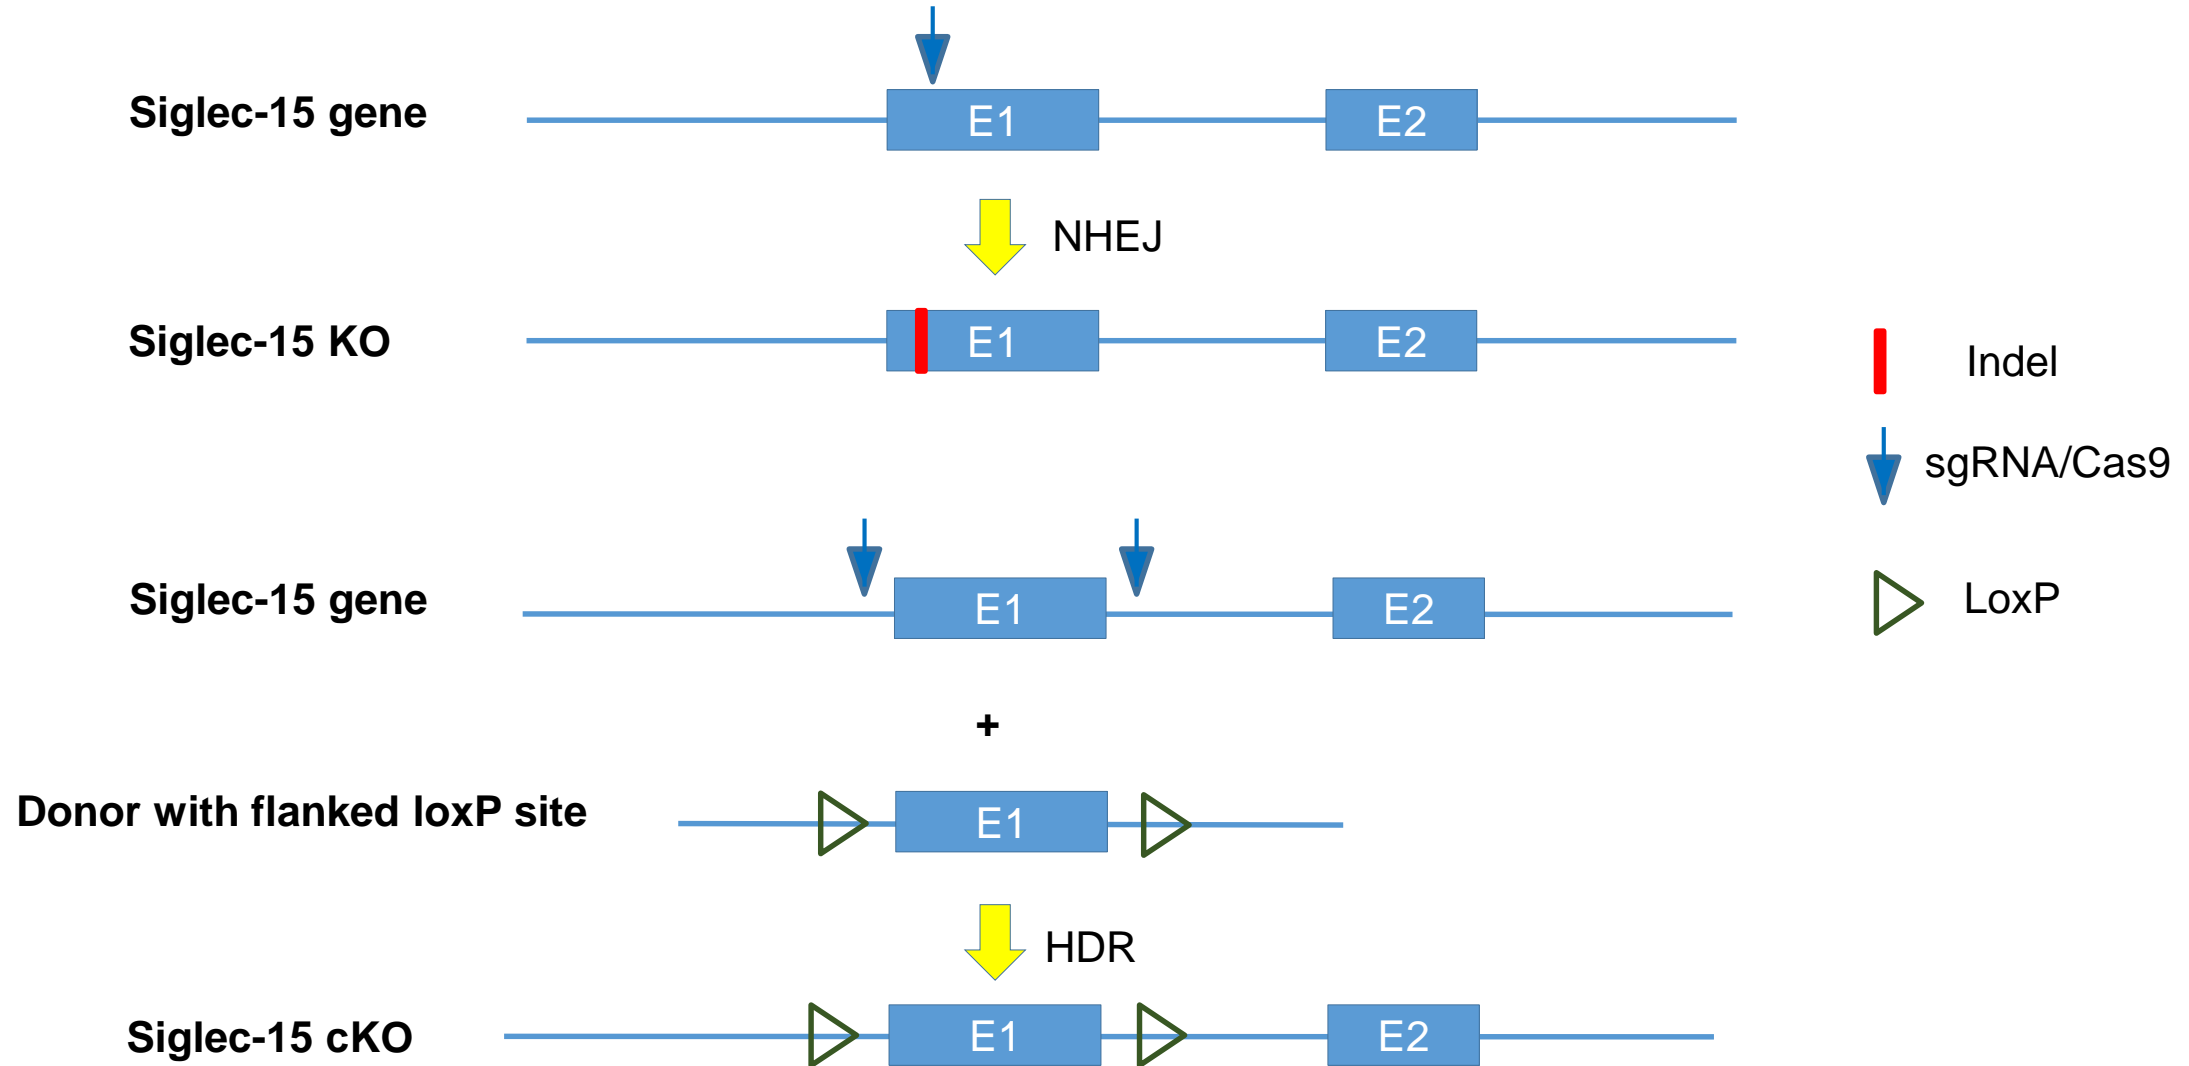 Siglec-15 gene
E1
E2
NHEJ
Siglec-15 KO
E1
E2
Indel
sgRNA/Cas9
Siglec-15 gene
E1
E2
LoxP
+
Donor with flanked loxP site
E1
HDR
Siglec-15 cKO
E1
E2